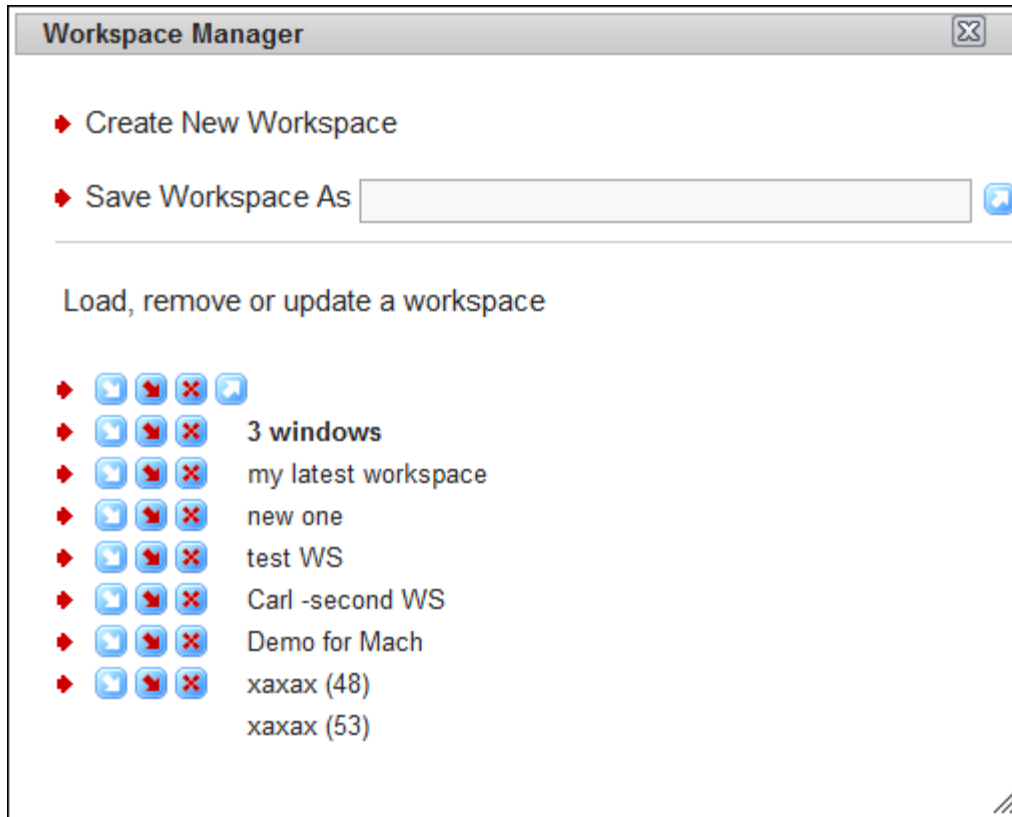 Workspace Manager
Create New Workspace
Save Workspace As
Load, remove or update a workspace
3 windows
my latest workspace
new one
test WS
Carl -second WS
Demo for Mach
xaxax (48)
xaxax (53)